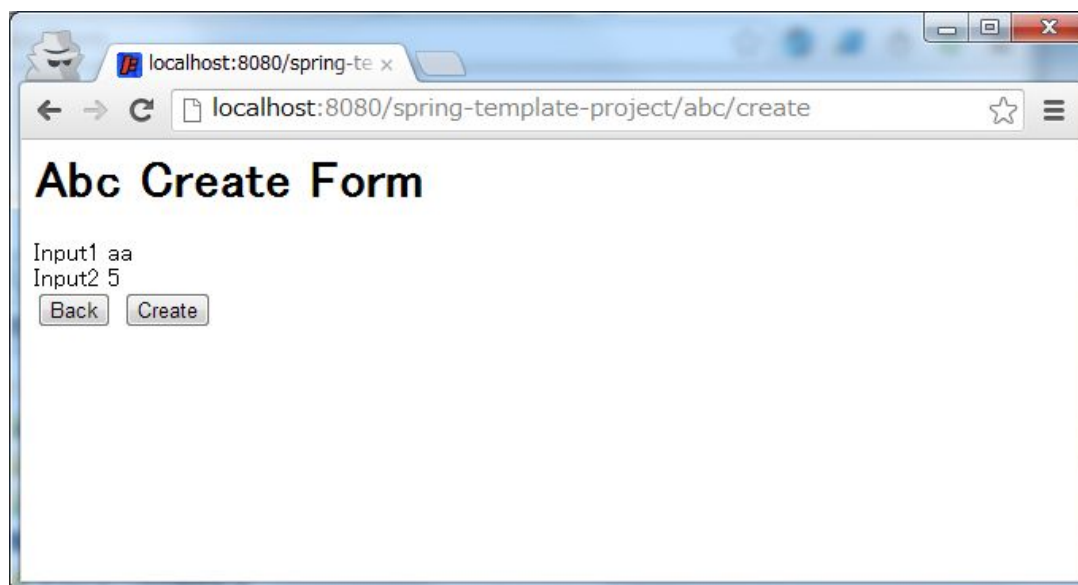 localhost:8080/spring-te
localhost:8080/spring-template-project/abc/create
Abc Create Form
Input1 aa
Input2 5
Back Create